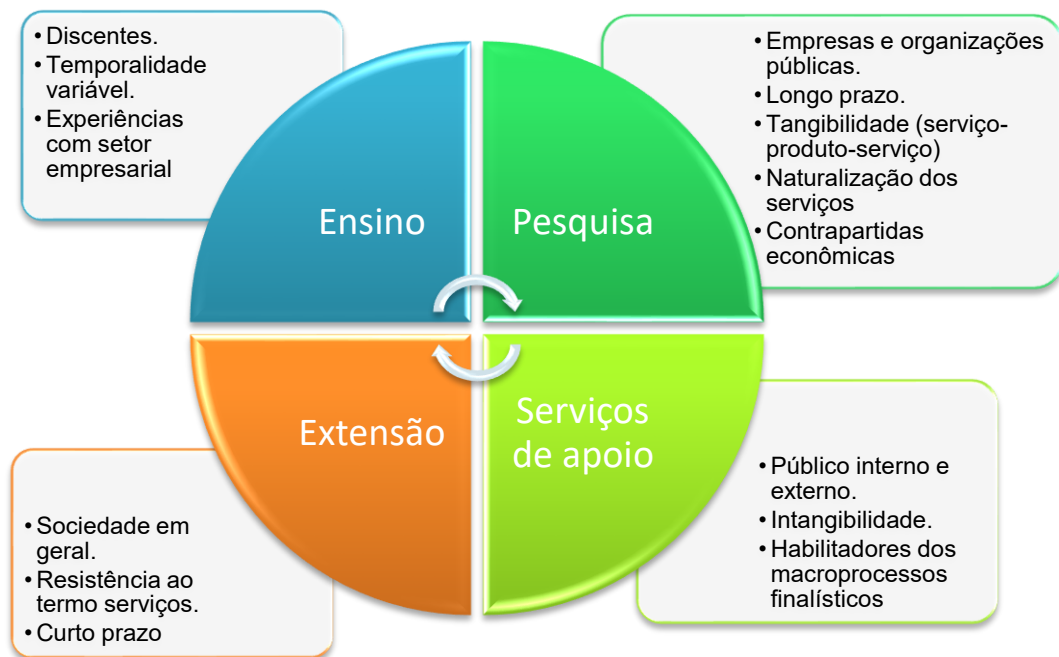 • Discentes.
• Temporalidade
variável.
• Experiências
com setor
empresarial
• Empresas e organizações
públicas.
• Longo prazo.
• Tangibilidade (serviço-
produto-serviço)
• Naturalização dos
serviços
• Contrapartidas
econômicas
Ensino
Pesquisa
Extensão
Serviços
de apoio
• Sociedade em
geral.
• Resistência ao
termo serviços.
• Curto prazo
• Público interno e
externo.
• Intangibilidade.
• Habilitadores dos
macroprocessos
finalísticos